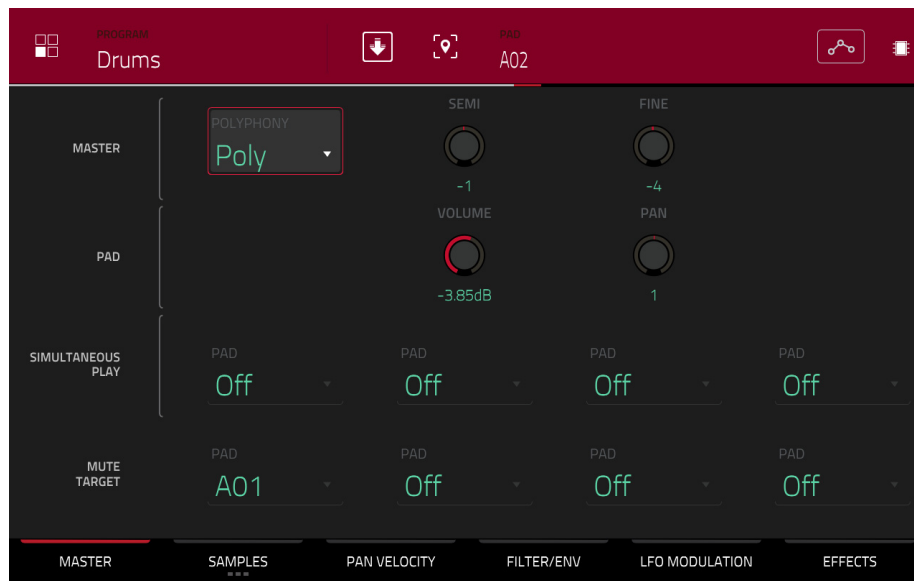 PROGRAM
Drums
PAD
A02
MASTER
POLYPHONY
Poly
SEMI
-1
FINE
-4
PAD
VOLUME
-3.85dB
PAN
1
SIMULTANEOUS
PLAY
PAD
Off
PAD
Off
PAD
Off
PAD
Off
MUTE
TARGET
PAD
A01
PAD
Off
PAD
Off
PAD
Off
MASTER
SAMPLES
PAN VELOCITY
FILTER/ENV
LFO MODULATION
EFFECTS